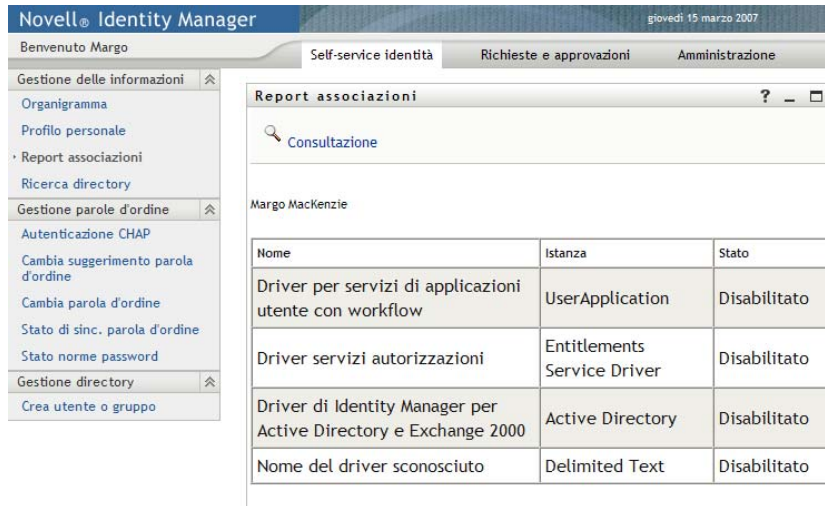 Novell® Identity Manager
giovedì 15 marzo 2007
Benvenuto Margo
Self-service identità
Richieste e approvazioni
Amministrazione
Gestione delle informazioni
Organigramma
Profilo personale
Report associazioni
Ricerca directory
Gestione parole d'ordine
Autenticazione CHAP
Cambia suggerimento parola
d'ordine
Cambia parola d'ordine
Stato di sinc. parola d'ordine
Stato norme password
Gestione directory
Crea utente o gruppo
Report associazioni
?
Consultazione
Margo MacKenzie
Nome Istanza Stato
Driver per servizi di applicazioni
utente con workflow
UserApplication
Disabilitato
Driver servizi autorizzazioni
Entitlements
Service Driver
Disabilitato
Driver di Identity Manager per
Active Directory e Exchange 2000
Active Directory
Disabilitato
Nome del driver sconosciuto
Delimited Text
Disabilitato